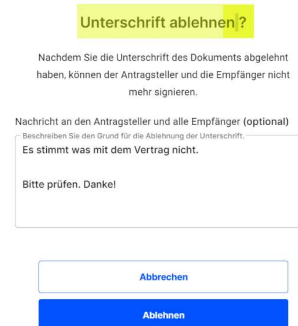 Unterschrift ablehnen ?
Nachdem Sie die Unterschrift des Dokuments abgelehnt
haben, können der Antragsteller und die Empfänger nicht
mehr signieren.
Nachricht an den Antragsteller und alle Empfänger (optional)
Beschreiben Sie den Grund für die Ablehnung der Unterschrift.
Es stimmt was mit dem Vertrag nicht.
Bitte prüfen. Danke!
Abbrechen
Ablehnen